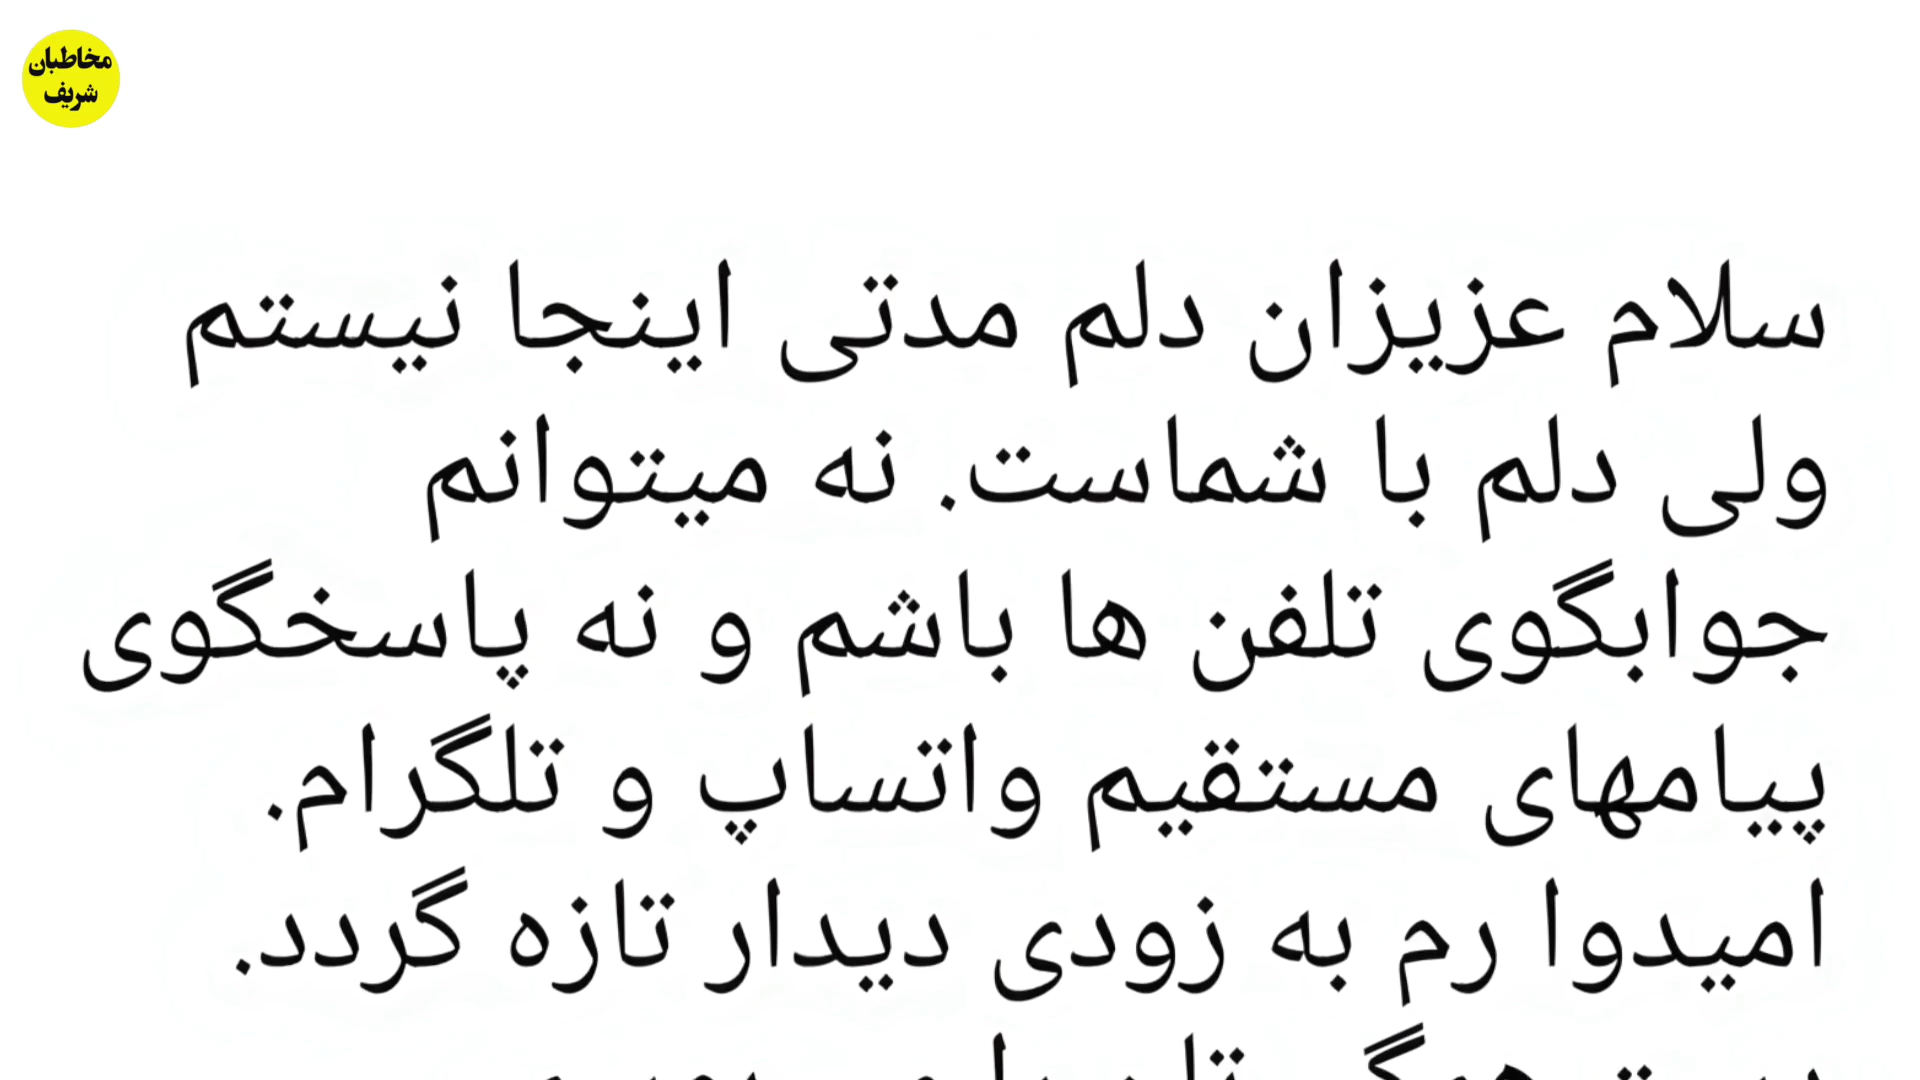 مخاطبان
شریف
سلام عزیزان دلم مدتی اینجا نیستم
ولی دلم با شماست. نه میتوانم
جوابگوی تلفن ها باشم و نه پاسخگوی
پیامهای مستقیم واتساپ و تلگرام.
امیدوا رم به زودی دیدار تازه گردد.